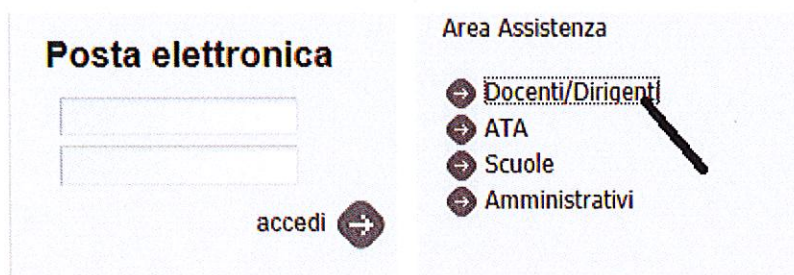 Posta elettronica
accedi
Area Assistenza
Docenti/Dirigenti
ATA
Scuole
Amministrativi